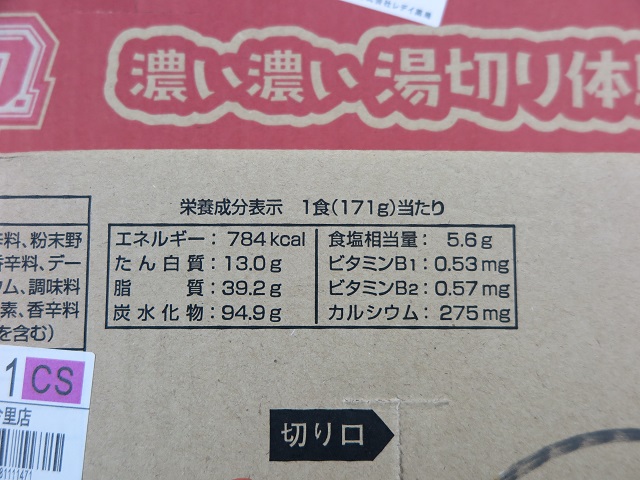 濃い濃い湯切り体
栄養成分表示 1食(171g)当たり
エネルギー:784kcal
たん白質:13.0g
脂質:39.2g
炭水化物:94.9g
食塩相当量:5.6g
ビタミンB1:0.53mg
ビタミンB2:0.57mg
カルシウム:275mg
料、粉末野
香辛料、デー
ウム、調味料
素、香辛料
を含む)
1 CS
里店
切り口